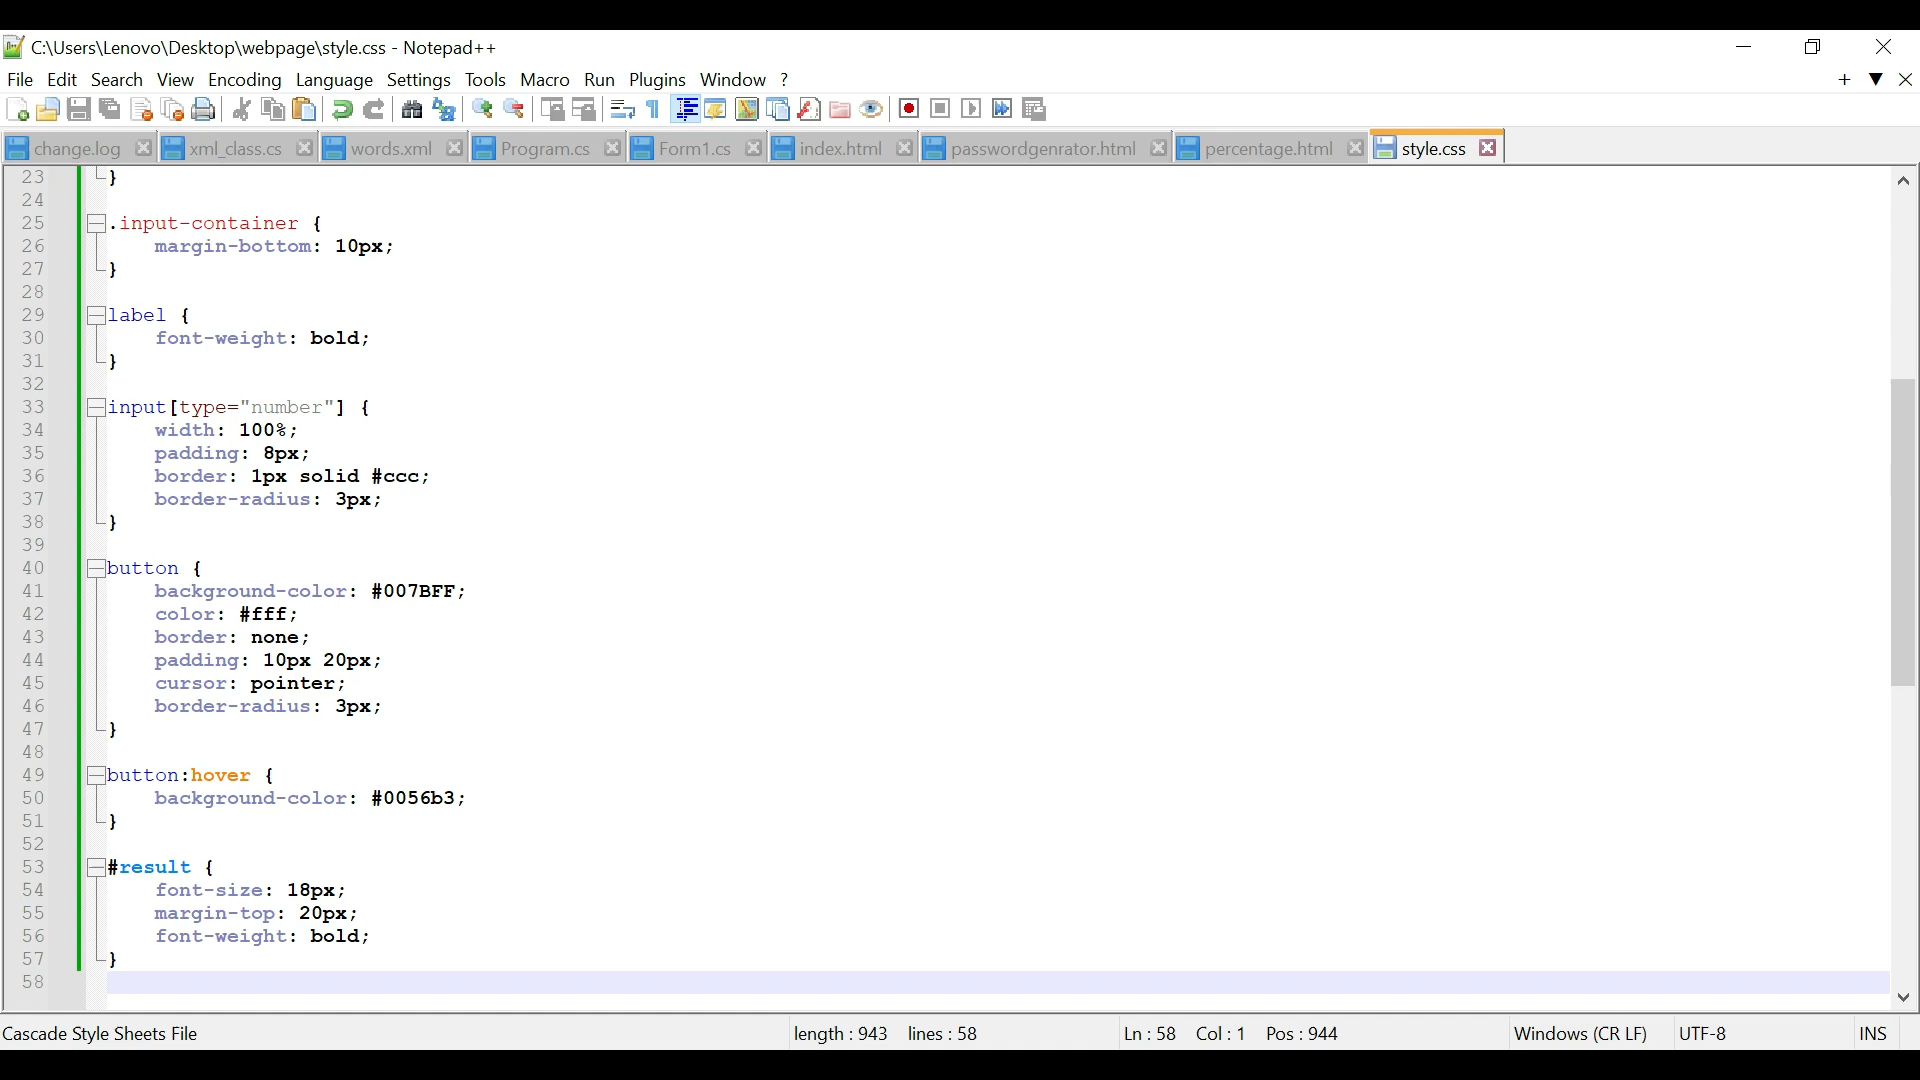 C:\Users\Lenovo\Desktop\webpage\style.css - Notepad++
File Edit Search View Encoding Language Settings Tools Macro Run Plugins Window ?
change.log xml_class.cs words.xml Program.cs Form1.cs index.html passwordgenrator.html percentage.html style.css
23 }
24
25 .input-container {
26 margin-bottom: 10px;
27 }
28
29 label {
30 font-weight: bold;
31 }
32
33 input[type="number"] {
34 width: 100%;
35 padding: 8px;
36 border: 1px solid #ccc;
37 border-radius: 3px;
38 }
39
40 button {
41 background-color: #007BFF;
42 color: #fff;
43 border: none;
44 padding: 10px 20px;
45 cursor: pointer;
46 border-radius: 3px;
47 }
48
49 button:hover {
50 background-color: #0056b3;
51 }
52
53 #result {
54 font-size: 18px;
55 margin-top: 20px;
56 font-weight: bold;
57 }
58
Cascade Style Sheets File length : 943 lines : 58 Ln : 58 Col : 1 Pos : 944 Windows (CR LF) UTF-8 INS